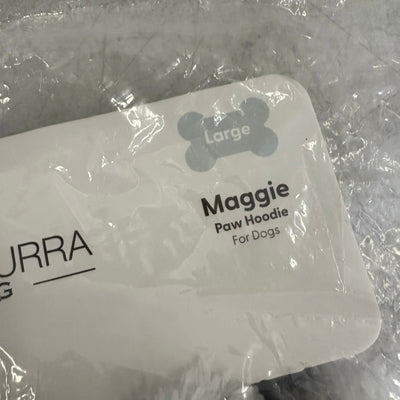 Large
Maggie
Paw Hoodie
For Dogs
URRA
G